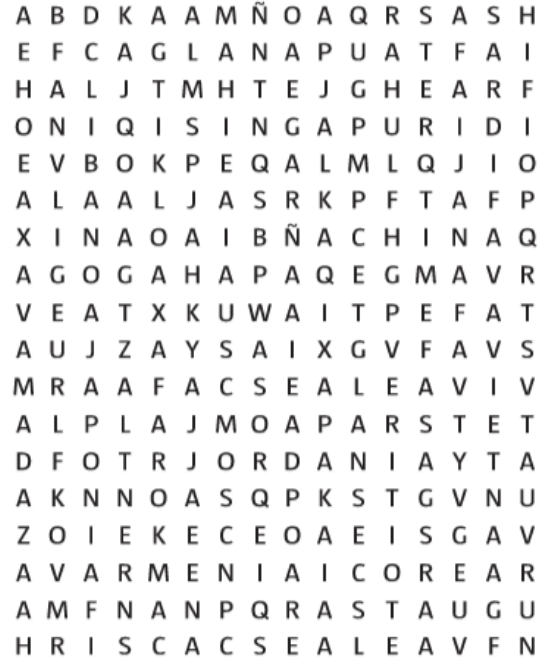 A B D K A A M Ñ O A Q R S A S H
E F C A G L A N A P U A T F A I
H A L J T M H T E J G H E A R F
O N I Q I S I N G A P U R I D I
E V B O K P E Q A L M L Q J I O
A L A A L J A S R K P F T A F P
X I N A O A I B Ñ A C H I N A Q
A G O G A H A P A Q E G M A V R
V E A T X K U W A I T P E F A T
A U J Z A Y S A I X G V F A V S
M R A A F A C S E A L E A V I V
A L P L A J M O A P A R S T E T
D F O T R J O R D A N I A Y T A
A K N N O A S Q P K S T G V N U
Z O I E K E C E O A E I S G A V
A V A R M E N I A I C O R E A R
A M F N A N P Q R A S T A U G U
H R I S C A C S E A L E A V F N